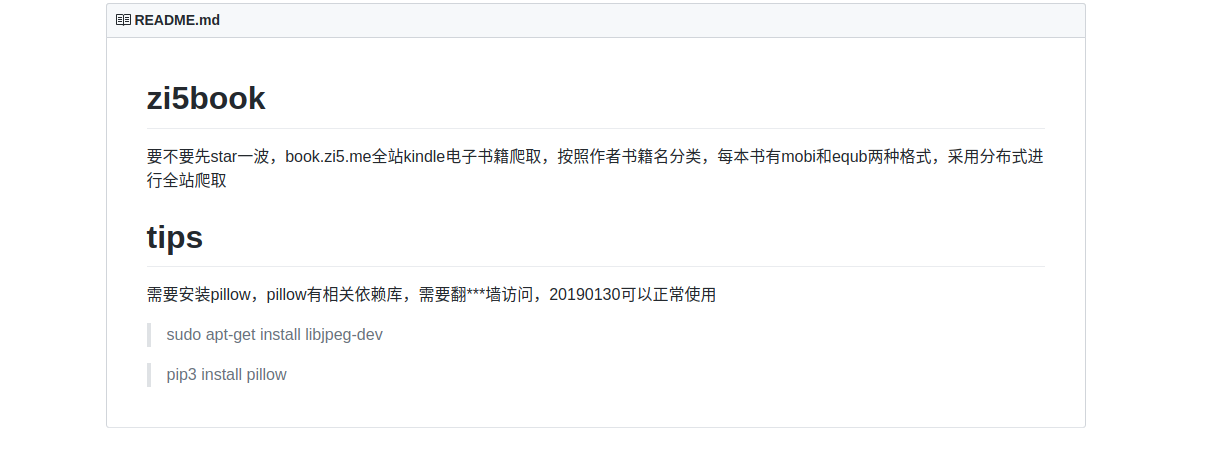 README.md
zi5book
要不要先star一波，book.zi5.me全站kindle电子书籍爬取，按照作者书籍名分类，每本书有mobi和equb两种格式，采用分布式进
行全站爬取
tips
需要安装pillow，pillow有相关依赖库，需要翻***墙访问，20190130可以正常使用
sudo apt-get install libjpeg-dev
pip3 install pillow